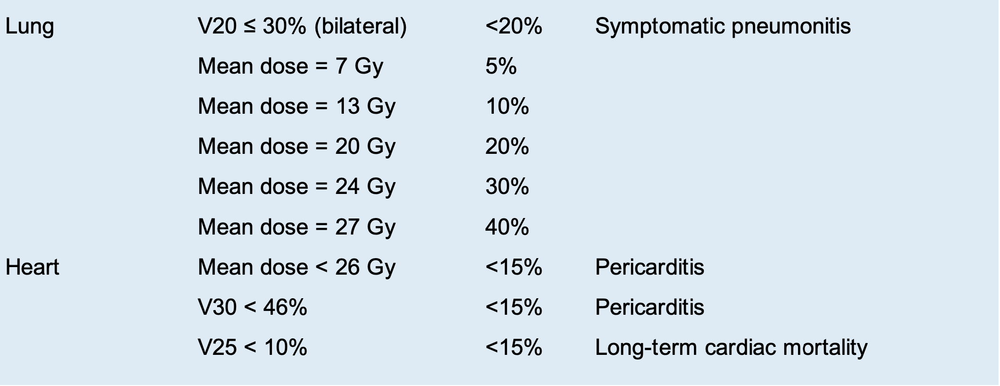 Lung V20 ≤ 30% (bilateral) <20% Symptomatic pneumonitis
Mean dose = 7 Gy 5%
Mean dose = 13 Gy 10%
Mean dose = 20 Gy 20%
Mean dose = 24 Gy 30%
Mean dose = 27 Gy 40%
Heart Mean dose < 26 Gy <15% Pericarditis
V30 < 46% <15% Pericarditis
V25 < 10% <15% Long-term cardiac mortality